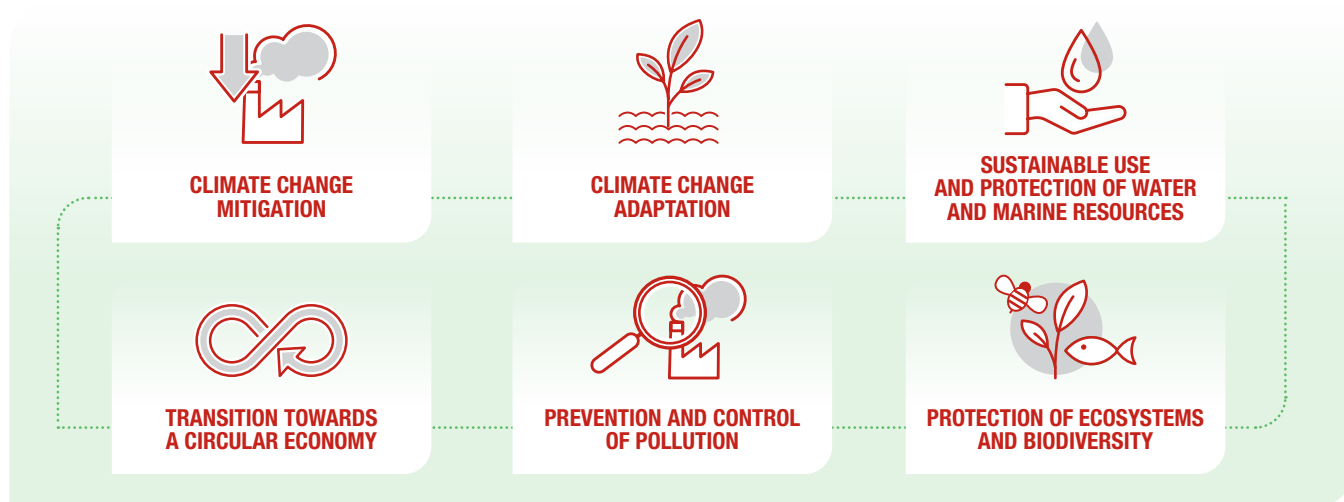 CLIMATE CHANGE
MITIGATION
CLIMATE CHANGE
ADAPTATION
SUSTAINABLE USE
AND PROTECTION OF WATER
AND MARINE RESOURCES
TRANSITION TOWARDS
A CIRCULAR ECONOMY
PREVENTION AND CONTROL
OF POLLUTION
PROTECTION OF ECOSYSTEMS
AND BIODIVERSITY